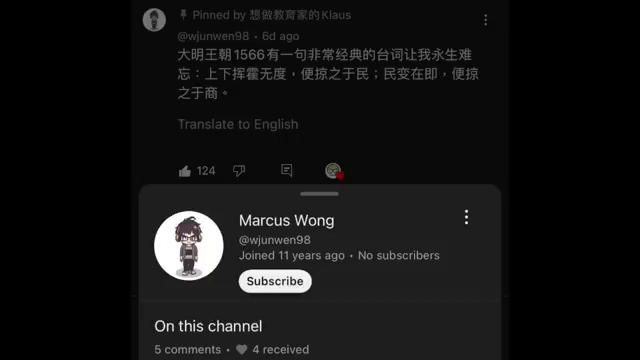 Pinned by 想做教育家的Klaus
@wjunwen98 • 6d ago
大明王朝1566有一句非常经典的台词让我永生难
忘：上下挥霍无度，便掠之于民；民变在即，便掠
之于商。
Translate to English
124
Marcus Wong
@wjunwen98
Joined 11 years ago • No subscribers
Subscribe
On this channel
5 comments • 4 received